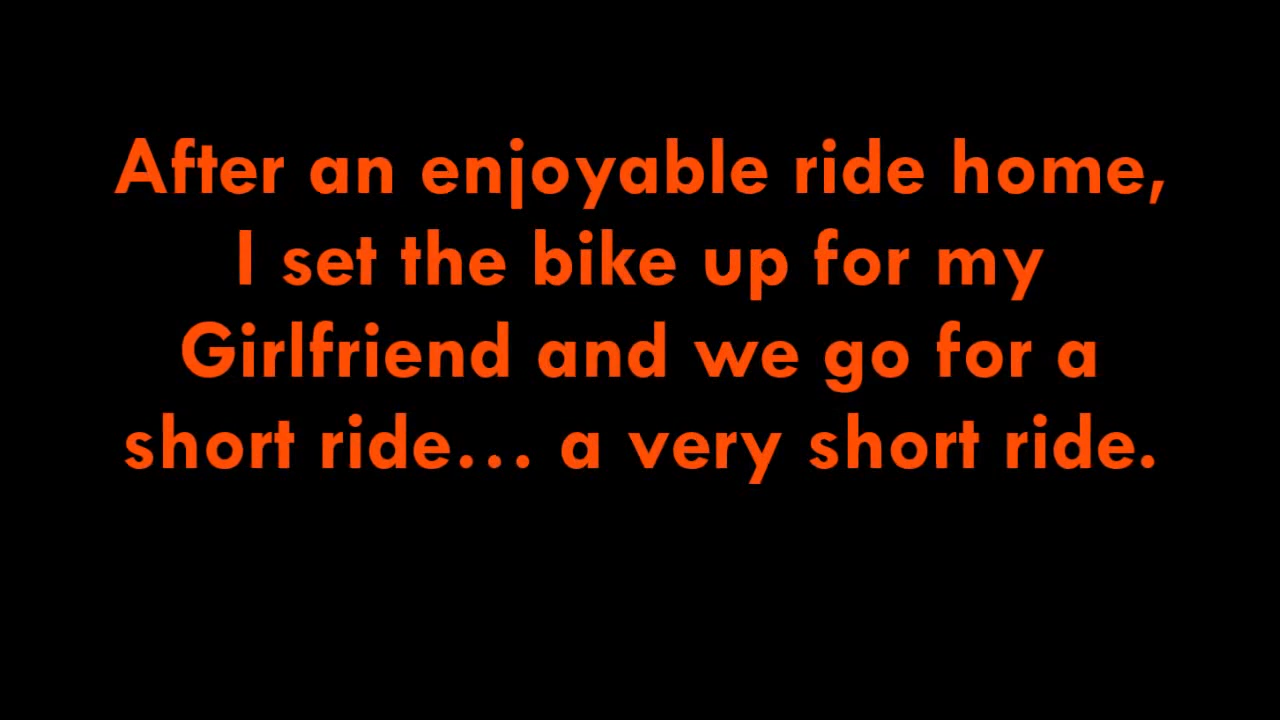 After an enjoyable ride home,
I set the bike up for my
Girlfriend and we go for a
short ride... a very short ride.